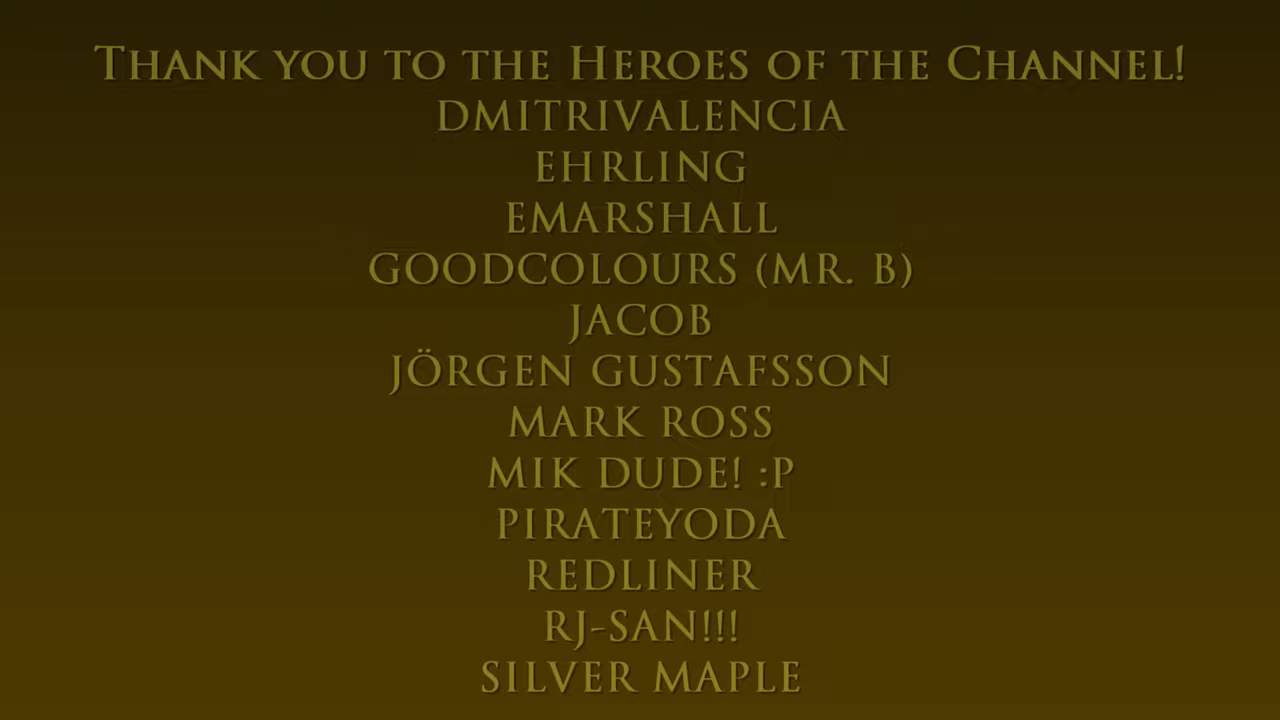 Thank you to the Heroes of the Channel!
DMITRIVALENCIA
EHRLING
EMARSHALL
GOODCOLOURS (MR. B)
JACOB
JÖRGEN GUSTAFSSON
MARK ROSS
MIK DUDE! :P
PIRATEYODA
REDLINER
RJ-SAN!!!
SILVER MAPLE